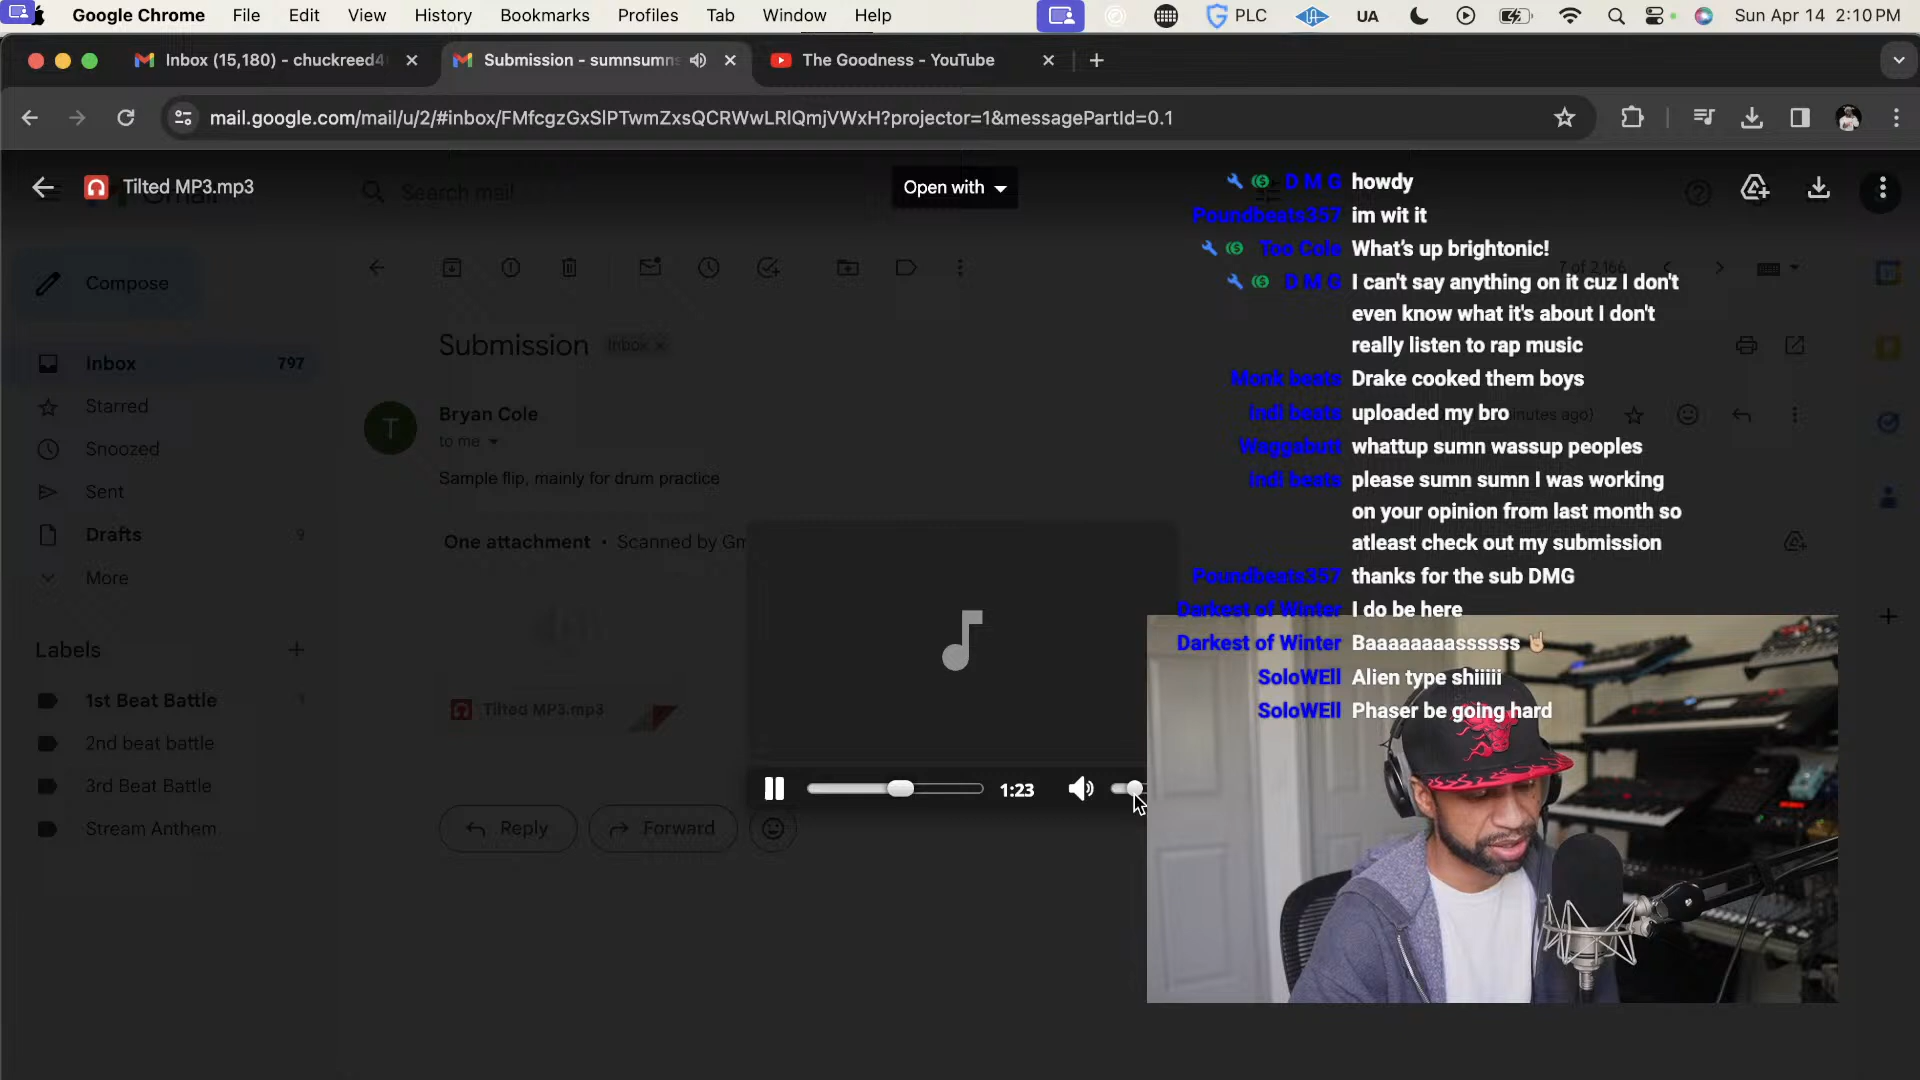 Google Chrome File Edit View History Bookmarks Profiles Tab Window Help PLC UA Sun Apr 14 2:10 PM
Inbox (15,180) - chuckreed4 Submission - sumnsumn The Goodness - YouTube
mail.google.com/mail/u/2/#inbox/FMfcgzGxSlPTwmZxsQCRWwLRlQmjVWxH?projector=1&messagePartId=0.1
Tilted MP3.mp3
Search mail
Open with
Compose
Inbox 797
Starred
Snoozed
Sent
Drafts 9
More
Labels
1st Beat Battle
2nd beat battle
3rd Beat Battle
Stream Anthem
7 of 2,166
Submission Inbox ×
Bryan Cole
to me
minutes ago)
Sample flip, mainly for drum practice
One attachment • Scanned by Gm
Tilted MP3.mp3
1:23
Reply Forward
D M G howdy
Poundbeats357 im wit it
Too Cole What's up brightonic!
D M G I can't say anything on it cuz I don't
even know what it's about I don't
really listen to rap music
Monk beats Drake cooked them boys
indi beats uploaded my bro
Waggabutt whattup sumn wassup peoples
indi beats please sumn sumn I was working
on your opinion from last month so
atleast check out my submission
Poundbeats357 thanks for the sub DMG
Darkest of Winter I do be here
Darkest of Winter Baaaaaaaassssss 🤘🏼
SoloWEll Alien type shiiiii
SoloWEll Phaser be going hard